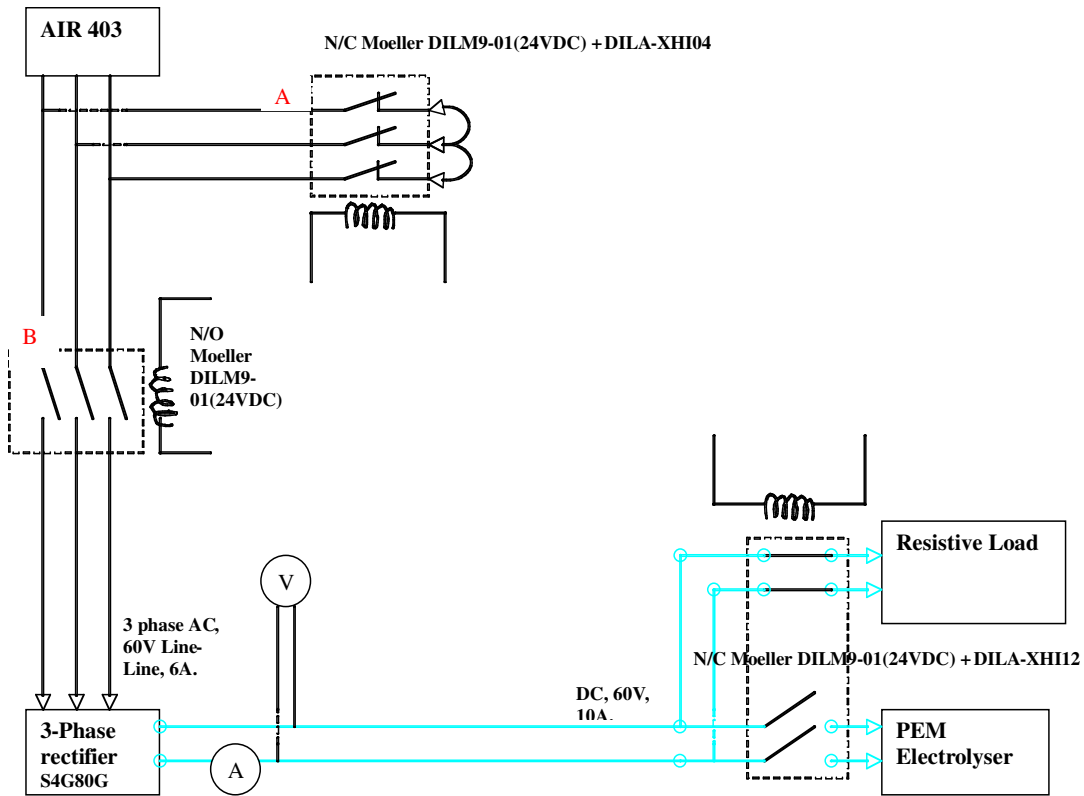 AIR 403
N/C Moeller DILM9-01(24VDC) + DILA-XHI04
A
B
N/O
Moeller
DILM9-
01(24VDC)
V
3 phase AC,
60V Line-
Line, 6A.
3-Phase
rectifier
S4G80G
A
DC, 60V,
10A.
Resistive Load
N/C Moeller DILM9-01(24VDC) + DILA-XHI12
PEM
Electrolyser